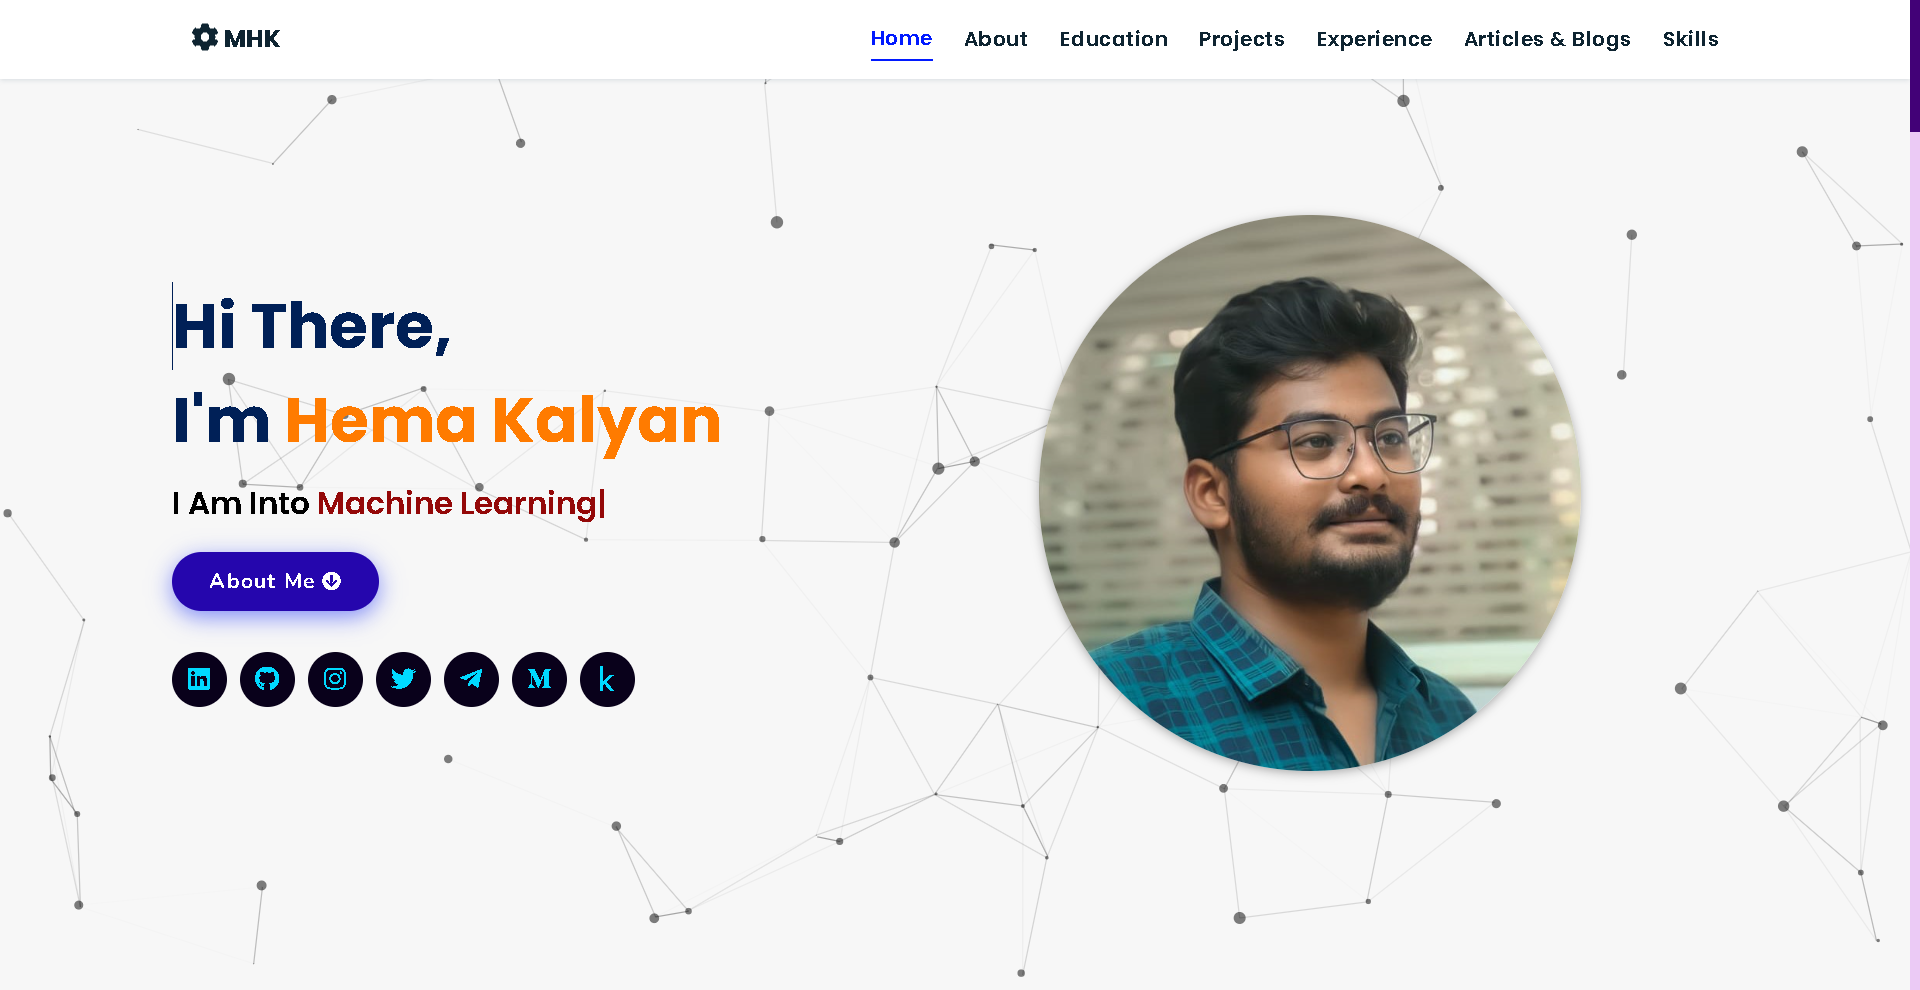 MHK
Home About Education Projects Experience Articles & Blogs Skills
Hi There,
I'm Hema Kalyan
I Am Into Machine Learning|
About Me